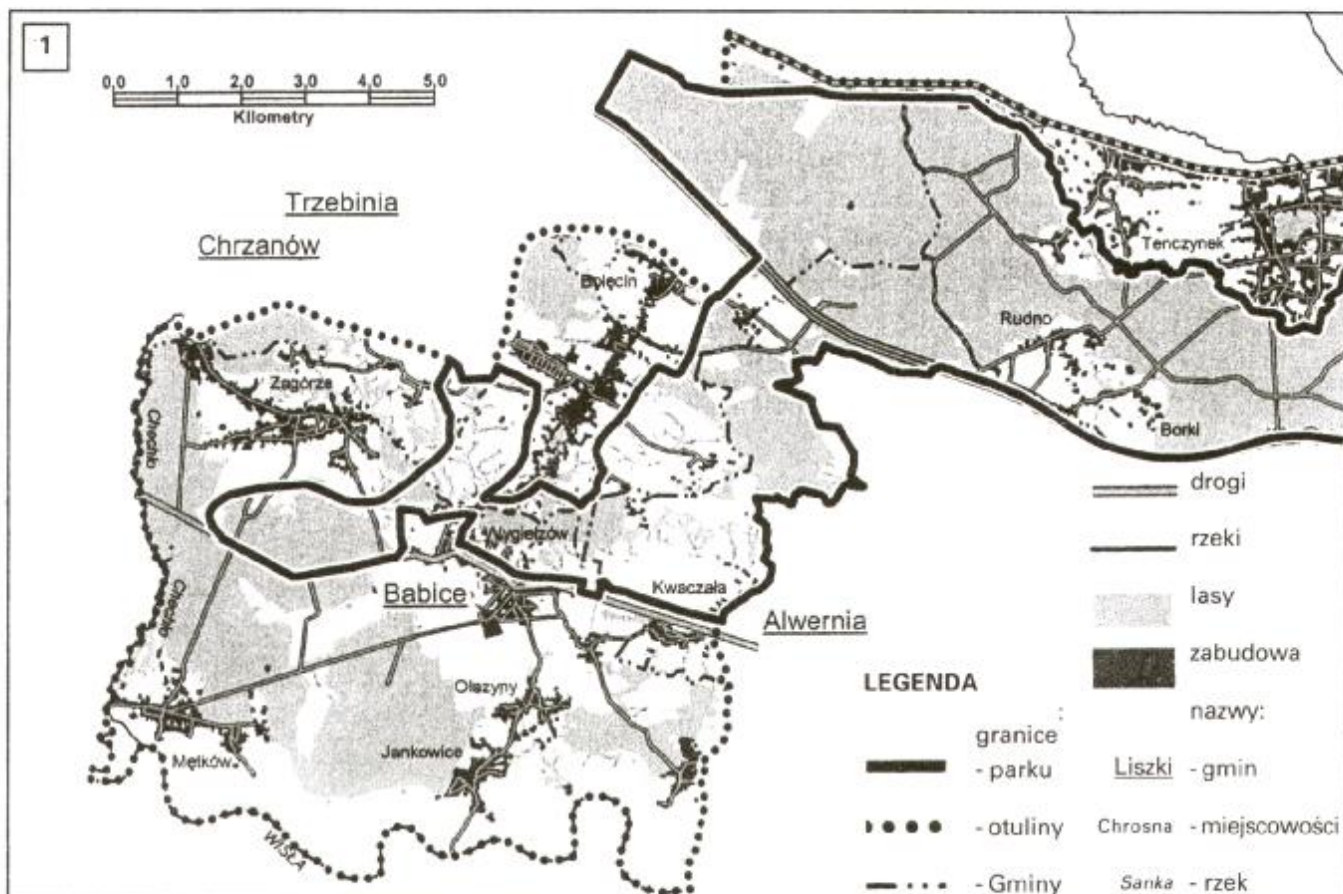 1
0,0 1,0 2,0 3,0 4,0 5,0
Kilometry
Trzebinia
Chrzanów
Bolęcin
Tenczynek
Rudno
Zagórze
Chechło
Borki
drogi
rzeki
Wygiełzów
lasy
Chechło
Babice
Kwaczała
Alwernia
zabudowa
LEGENDA
nazwy:
Olszyny
:
granice
Jankowice
- parku
Liszki - gmin
Mętków
- otuliny
Chrosna - miejscowości
WISŁA
- Gminy
Sanka - rzek